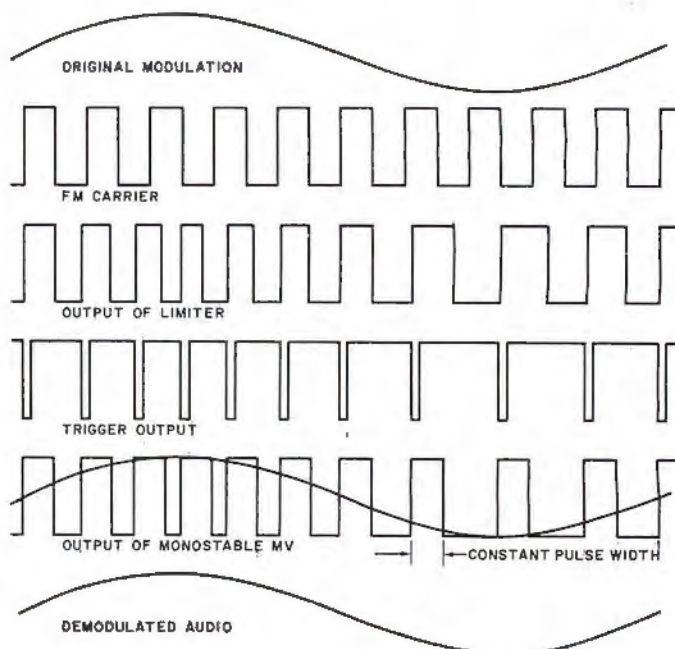 ORIGINAL MODULATION
FM CARRIER
OUTPUT OF LIMITER
TRIGGER OUTPUT
OUTPUT OF MONOSTABLE MV
CONSTANT PULSE WIDTH
DEMODULATED AUDIO